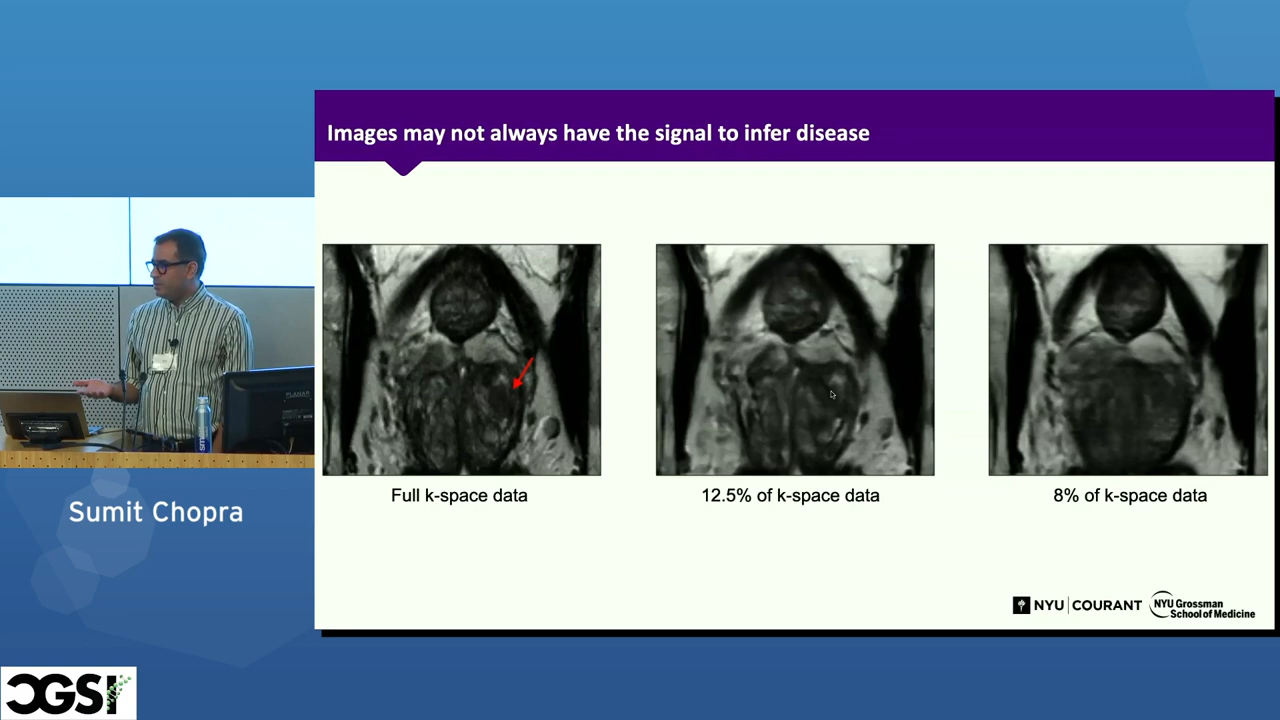 Images may not always have the signal to infer disease
Full k-space data
12.5% of k-space data
8% of k-space data
Sumit Chopra
NYU COURANT
NYU Grossman
School of Medicine
CGSI
PLANAR